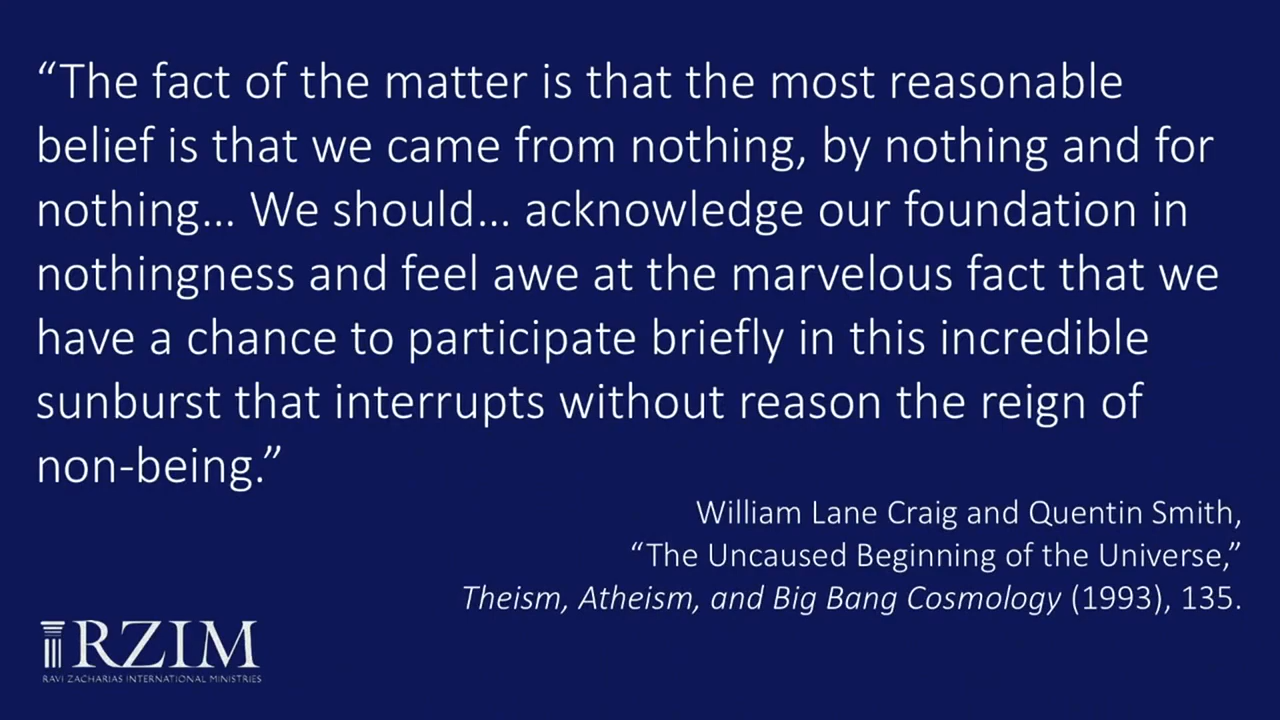 “The fact of the matter is that the most reasonable
belief is that we came from nothing, by nothing and for
nothing... We should... acknowledge our foundation in
nothingness and feel awe at the marvelous fact that we
have a chance to participate briefly in this incredible
sunburst that interrupts without reason the reign of
non-being.”
William Lane Craig and Quentin Smith,
“The Uncaused Beginning of the Universe,”
Theism, Atheism, and Big Bang Cosmology (1993), 135.
RZIM
RAVI ZACHARIAS INTERNATIONAL MINISTRIES